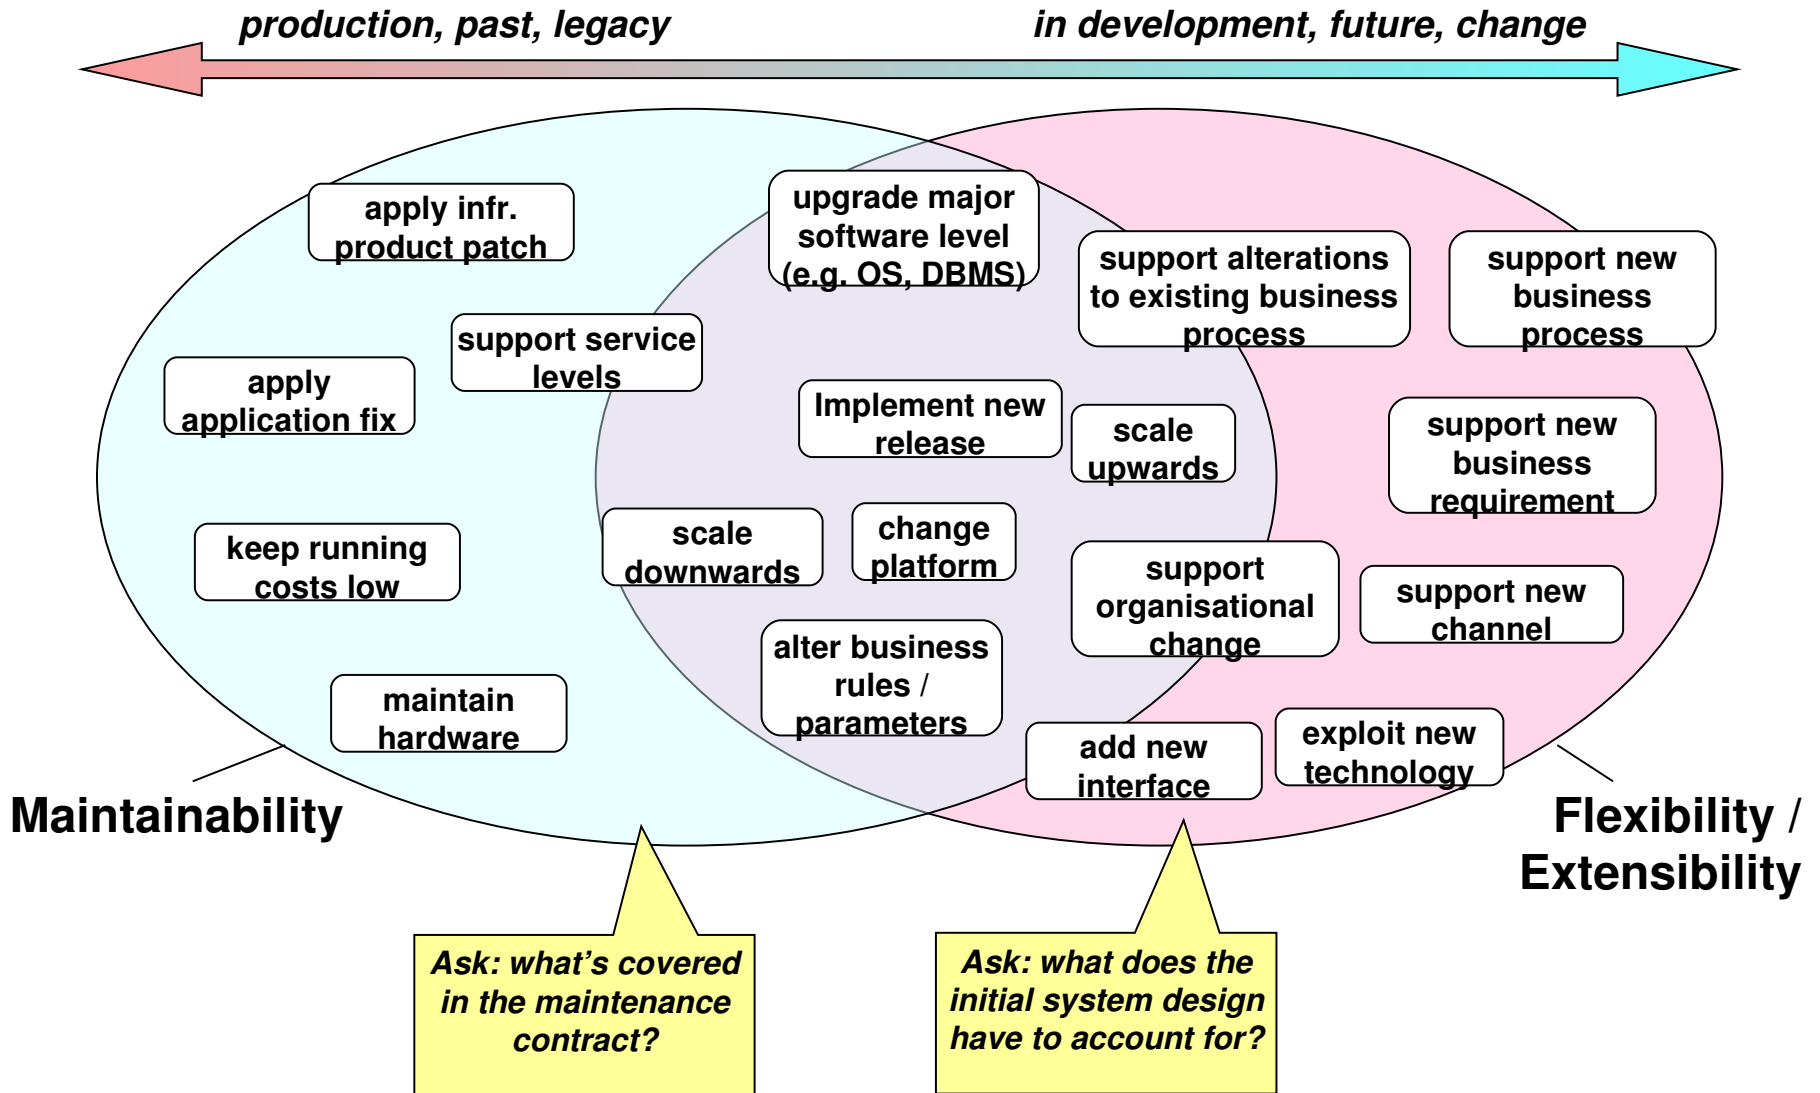 production, past, legacy
in development, future, change
apply infr.
product patch
upgrade major
software level
(e.g. OS, DBMS)
support alterations
to existing business
process
support new
business
process
support service
levels
apply
application fix
Implement new
release
scale
upwards
support new
business
requirement
keep running
costs low
scale
downwards
change
platform
support
organisational
change
support new
channel
alter business
rules /
parameters
maintain
hardware
add new
interface
exploit new
technology
Maintainability
Flexibility /
Extensibility
Ask: what's covered
in the maintenance
contract?
Ask: what does the
initial system design
have to account for?